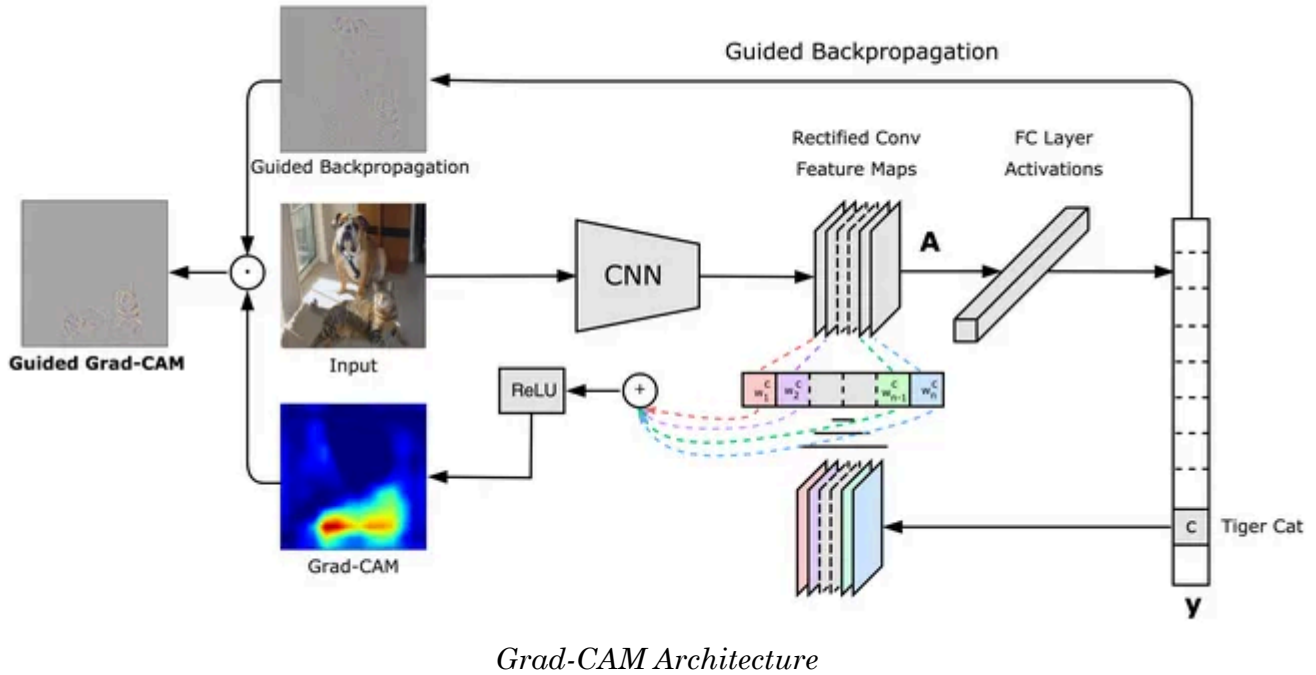 Guided Backpropagation
Rectified Conv
Feature Maps
FC Layer
Activations
Guided Backpropagation
A
CNN
Guided Grad-CAM
Input
ReLU
+
w₁ᶜ w₂ᶜ wₙ₋₁ᶜ wₙᶜ
c Tiger Cat
Grad-CAM
y
Grad-CAM Architecture